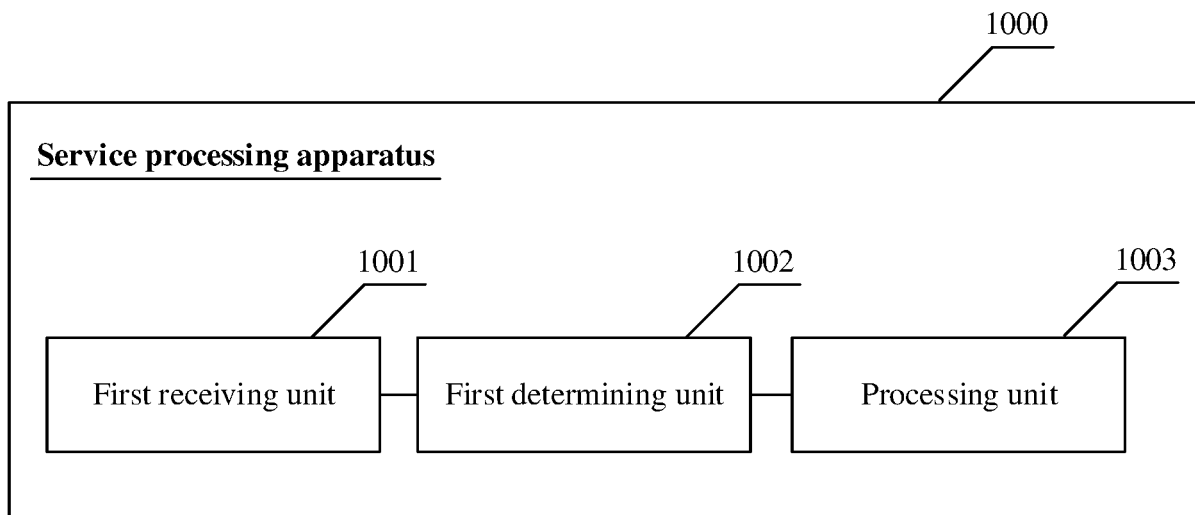 1000
Service processing apparatus
1001
1002
1003
First receiving unit
First determining unit
Processing unit